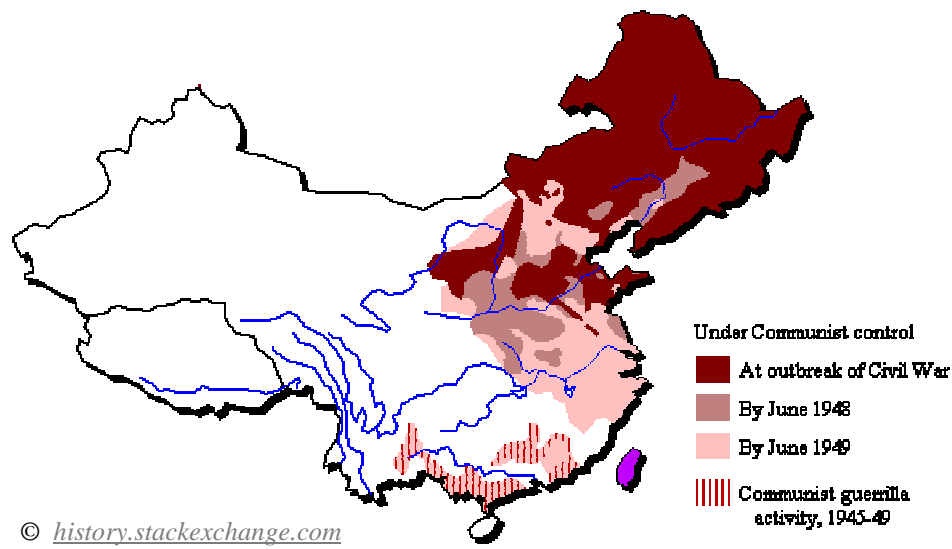 Under Communist control
At outbreak of Civil War
By June 1948
By June 1949
Communist guerrilla
activity, 1945-49
© history.stackexchange.com